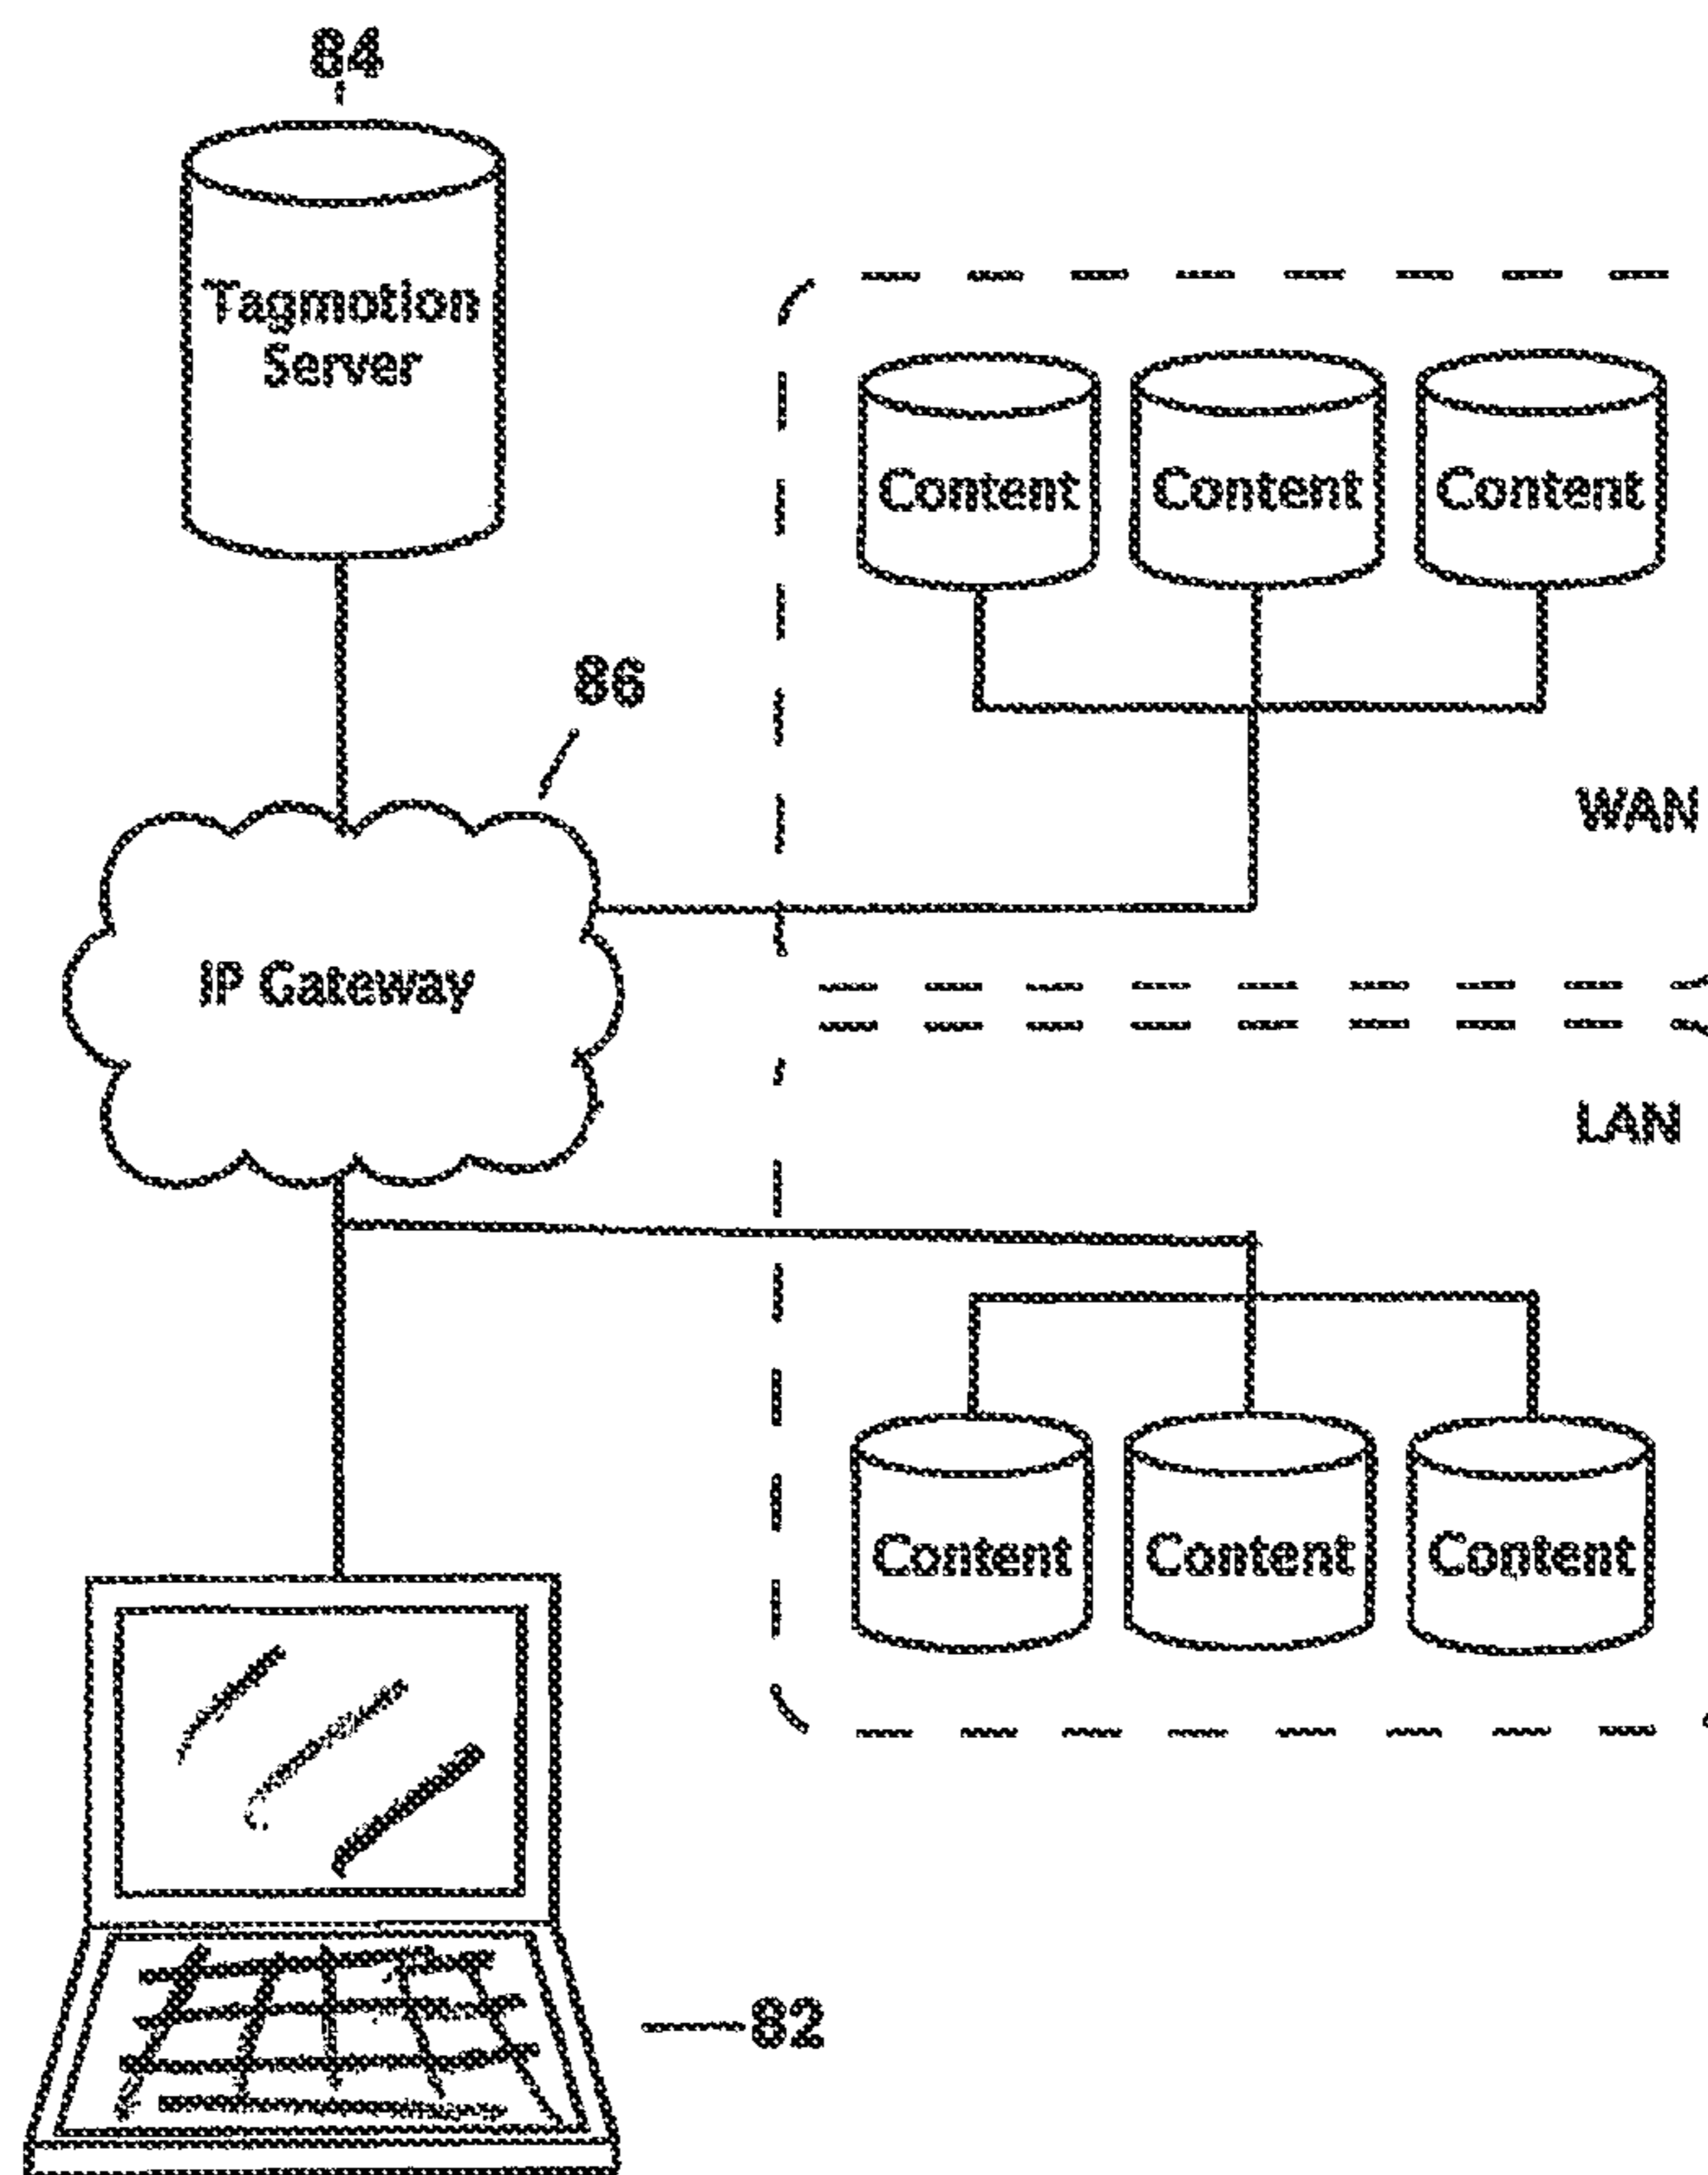 84
Tagmotion
Server
Content Content Content
86
WAN
IP Gateway
LAN
Content Content Content
82